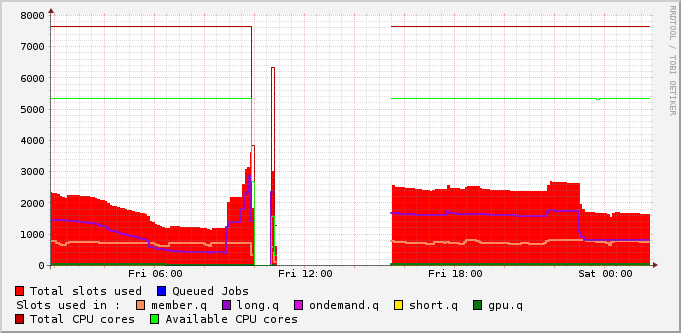 8000
7000
6000
5000
4000
3000
2000
1000
0
Fri 06:00 Fri 12:00 Fri 18:00 Sat 00:00
Total slots used Queued Jobs
Slots used in : member.q long.q ondemand.q short.q gpu.q
Total CPU cores Available CPU cores
RRDTOOL / TOBI OETIKER